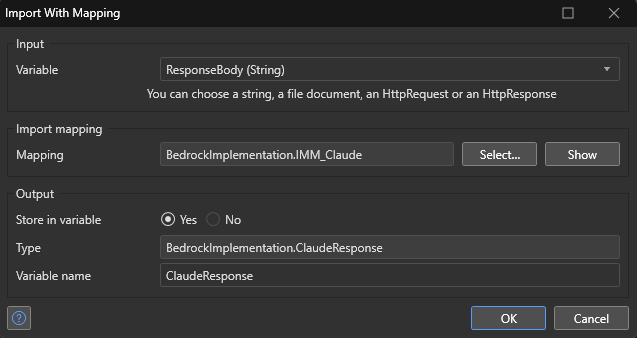 Import With Mapping
Input
Variable
ResponseBody (String)
You can choose a string, a file document, an HttpRequest or an HttpResponse
Import mapping
Mapping
BedrockImplementation.IMM_Claude
Select...
Show
Output
Store in variable
Yes
No
Type
BedrockImplementation.ClaudeResponse
Variable name
ClaudeResponse
?
OK
Cancel